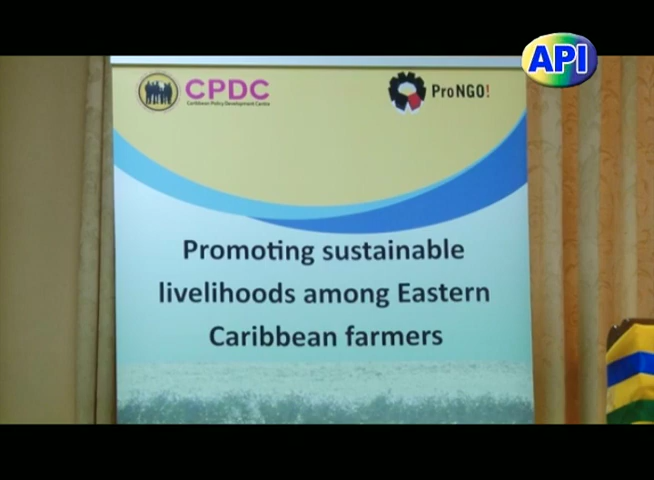 API
CPDC
Caribbean Policy Development Centre
ProNGO!
Promoting sustainable
livelihoods among Eastern
Caribbean farmers